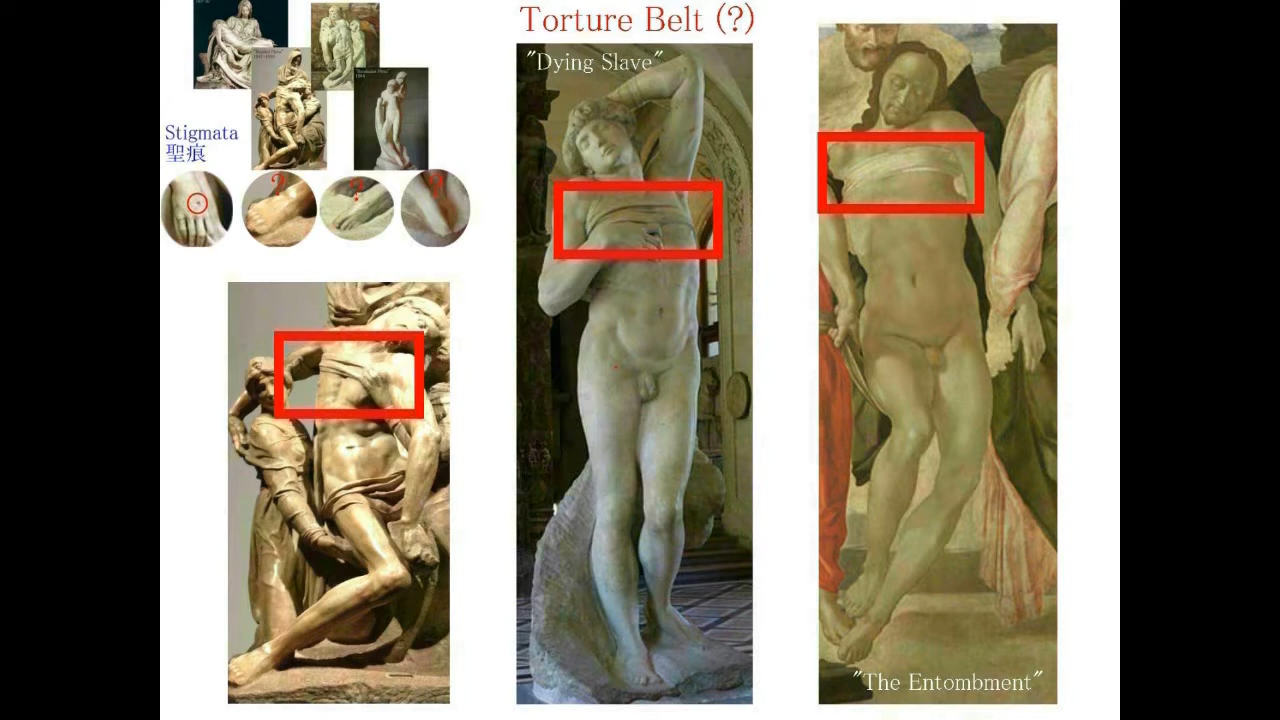 Torture Belt (?)
"Dying Slave"
Stigmata
聖痕
?
?
?
"The Entombment"